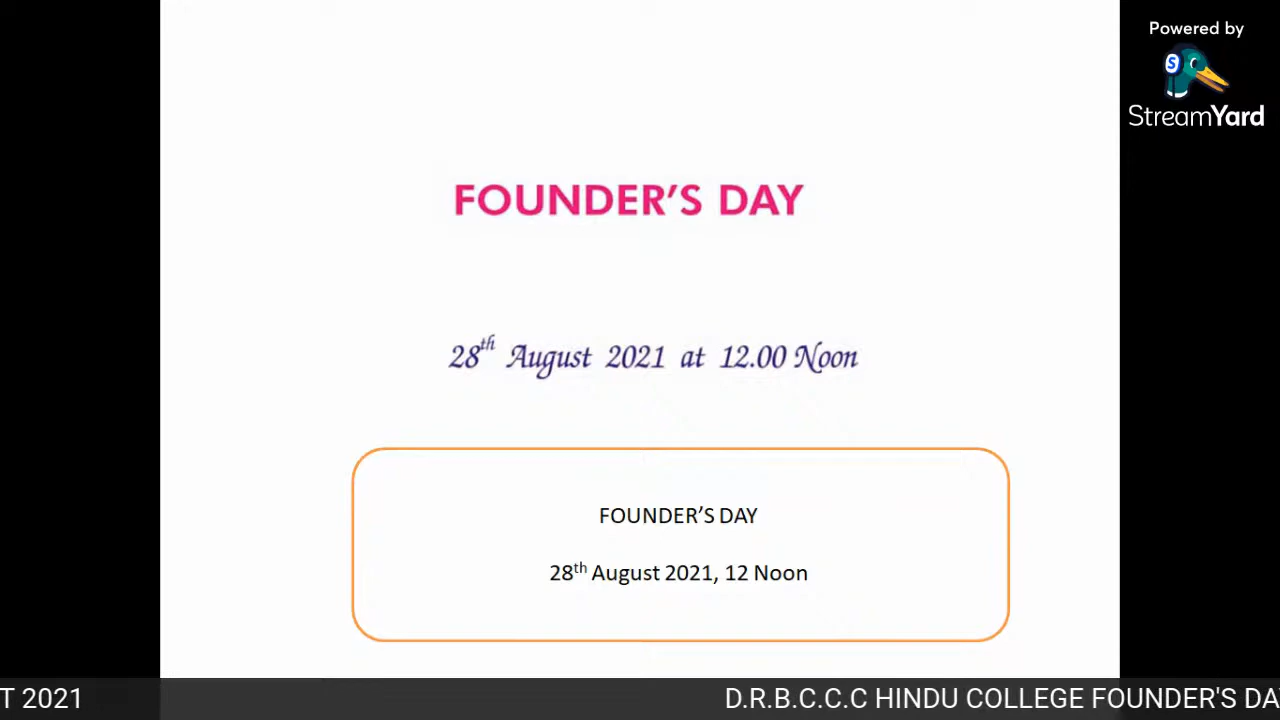 Powered by
S
StreamYard
FOUNDER’S DAY
28th August 2021 at 12.00 Noon
FOUNDER’S DAY
28th August 2021, 12 Noon
T 2021 D.R.B.C.C.C HINDU COLLEGE FOUNDER'S DA